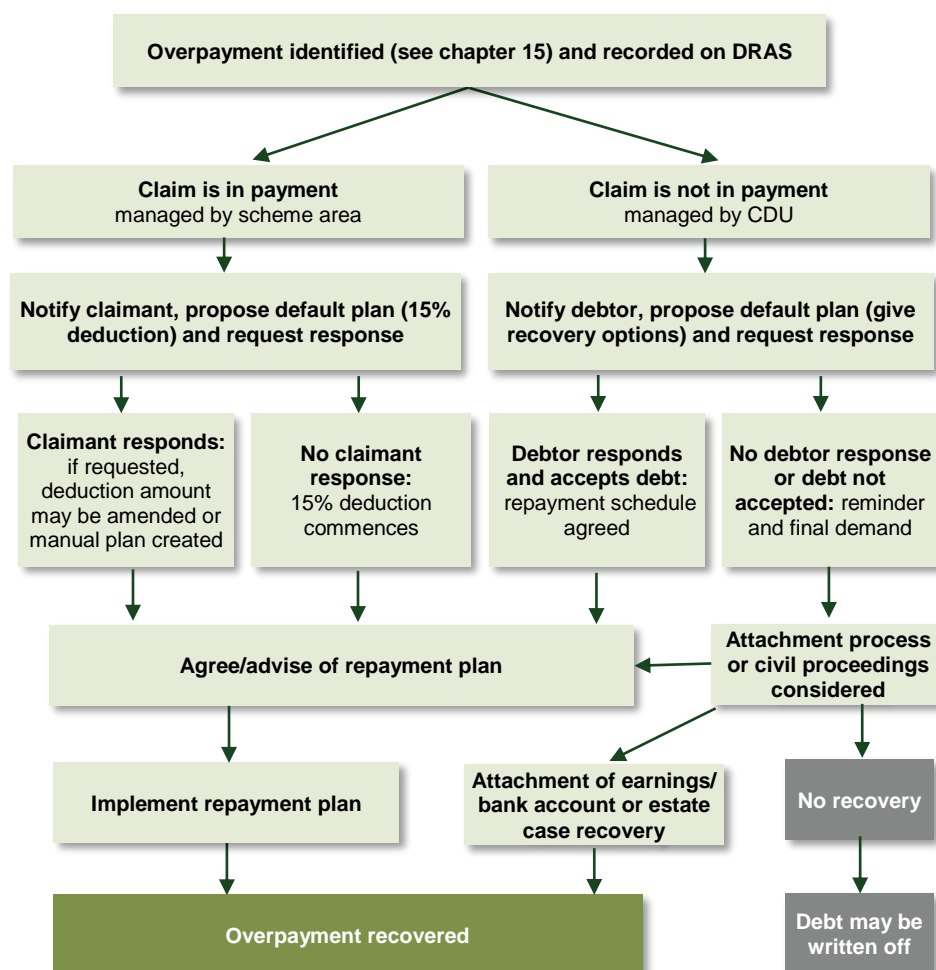 Overpayment identified (see chapter 15) and recorded on DRAS
Claim is in payment
managed by scheme area
Claim is not in payment
managed by CDU
Notify claimant, propose default plan (15%
deduction) and request response
Notify debtor, propose default plan (give
recovery options) and request response
Claimant responds:
if requested,
deduction amount
may be amended or
manual plan created
No claimant
response:
15% deduction
commences
Debtor responds
and accepts debt:
repayment schedule
agreed
No debtor response
or debt not
accepted: reminder
and final demand
Agree/advise of repayment plan
Attachment process
or civil proceedings
considered
Implement repayment plan
Attachment of earnings/
bank account or estate
case recovery
No recovery
Overpayment recovered
Debt may be
written off